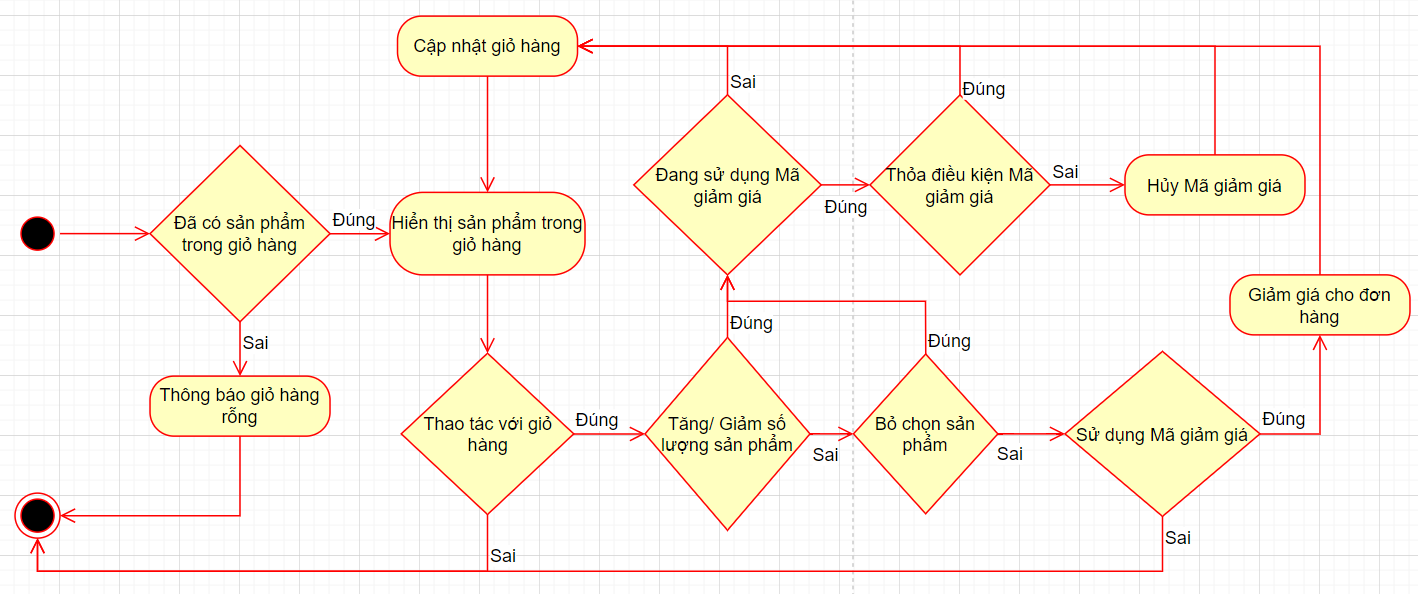 Cập nhật giỏ hàng
Sai
Đúng
Đang sử dụng Mã
giảm giá
Đúng
Thỏa điều kiện Mã
giảm giá
Sai
Hủy Mã giảm giá
Đã có sản phẩm
trong giỏ hàng
Đúng
Hiển thị sản phẩm trong
giỏ hàng
Giảm giá cho đơn
hàng
Sai
Đúng
Đúng
Thông báo giỏ hàng
rỗng
Thao tác với giỏ
hàng
Đúng
Tăng/ Giảm số
lượng sản phẩm
Sai
Bỏ chọn sản
phẩm
Sai
Sử dụng Mã giảm giá
Đúng
Sai
Sai